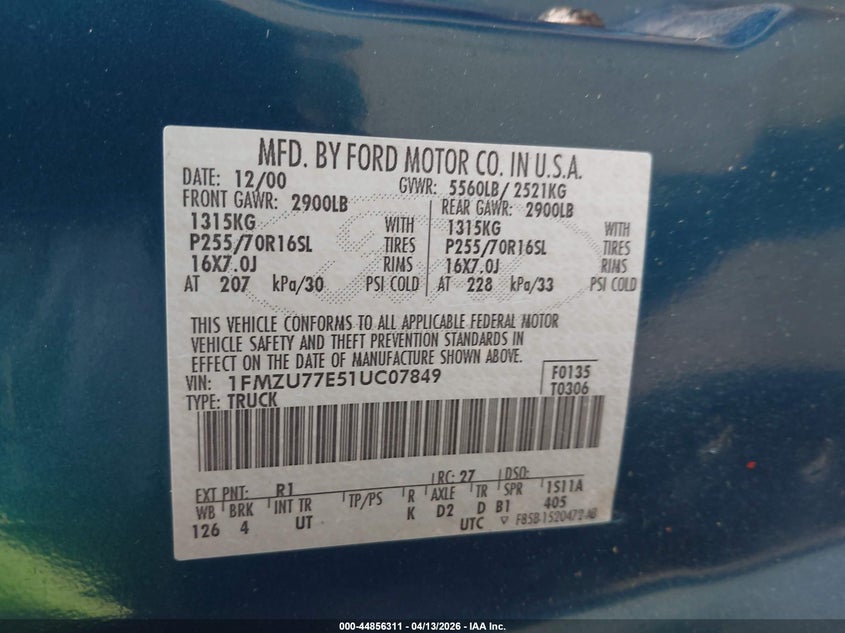 MFD. BY FORD MOTOR CO. IN U.S.A.
DATE: 12/00 GVWR: 5560LB/ 2521KG
FRONT GAWR: 2900LB REAR GAWR: 2900LB
1315KG WITH 1315KG WITH
P255/70R16SL TIRES P255/70R16SL TIRES
16X7.0J RIMS 16X7.0J RIMS
AT 207 kPa/30 PSI COLD AT 228 kPa/33 PSI COLD
THIS VEHICLE CONFORMS TO ALL APPLICABLE FEDERAL MOTOR
VEHICLE SAFETY AND THEFT PREVENTION STANDARDS IN
EFFECT ON THE DATE OF MANUFACTURE SHOWN ABOVE.
VIN: 1FMZU77E51UC07849 F0135
TYPE: TRUCK T0306
EXT PNT: R1 RC: 27 DSO:
WB BRK INT TR TP/PS R AXLE TR SPR 1S11A
126 4 UT K D2 D B1 405
UTC F85B-1520472-AB
000-44856311 - 04/13/2026 - IAA Inc.